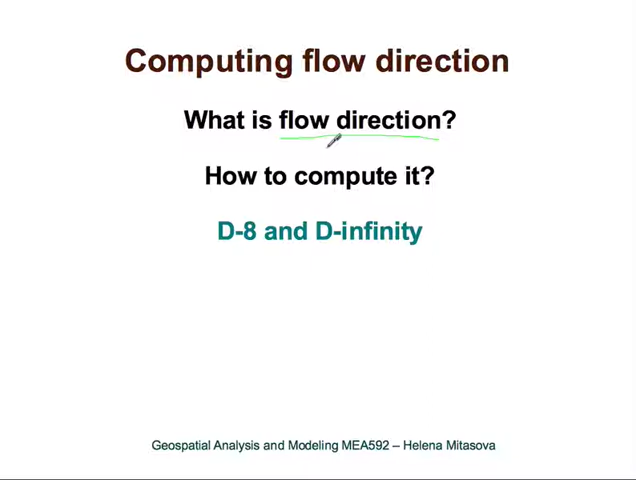 Computing flow direction
What is flow direction?
How to compute it?
D-8 and D-infinity
Geospatial Analysis and Modeling MEA592 – Helena Mitasova